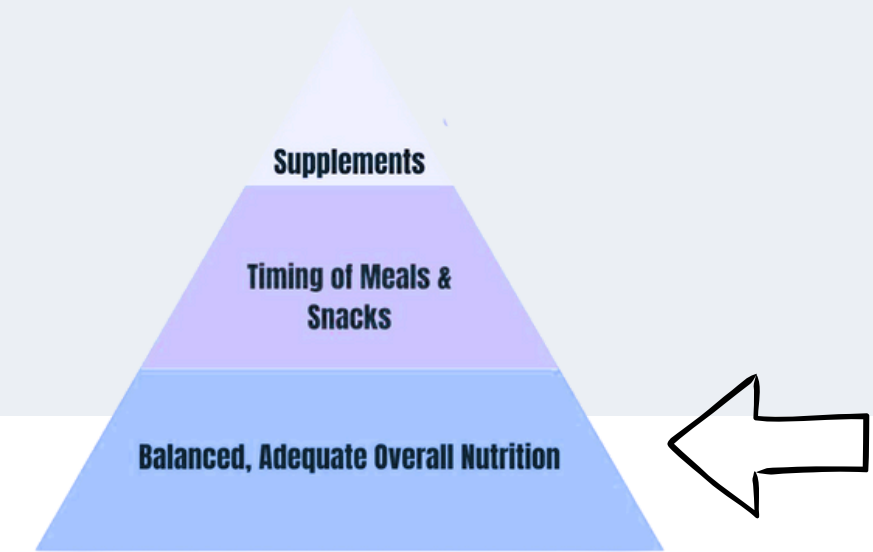 Supplements
Timing of Meals &
Snacks
Balanced, Adequate Overall Nutrition